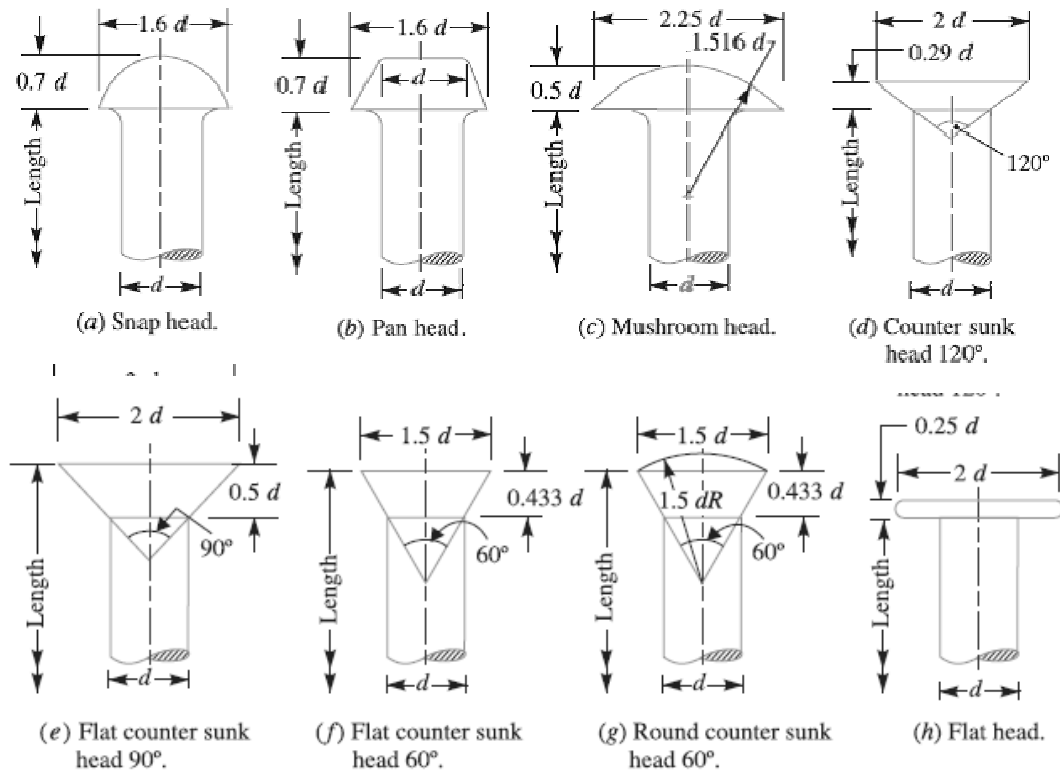 1.6 d
0.7 d
Length
d
(a) Snap head.
1.6 d
0.7 d
d
Length
d
(b) Pan head.
2.25 d
1.516 d
0.5 d
Length
d
(c) Mushroom head.
2 d
0.29 d
Length
120°
d
(d) Counter sunk
head 120°.
2 d
0.5 d
90°
Length
d
(e) Flat counter sunk
head 90°.
1.5 d
0.433 d
60°
Length
d
(f) Flat counter sunk
head 60°.
1.5 d
0.433 d
1.5 dR
60°
Length
d
(g) Round counter sunk
head 60°.
0.25 d
2 d
Length
d
(h) Flat head.